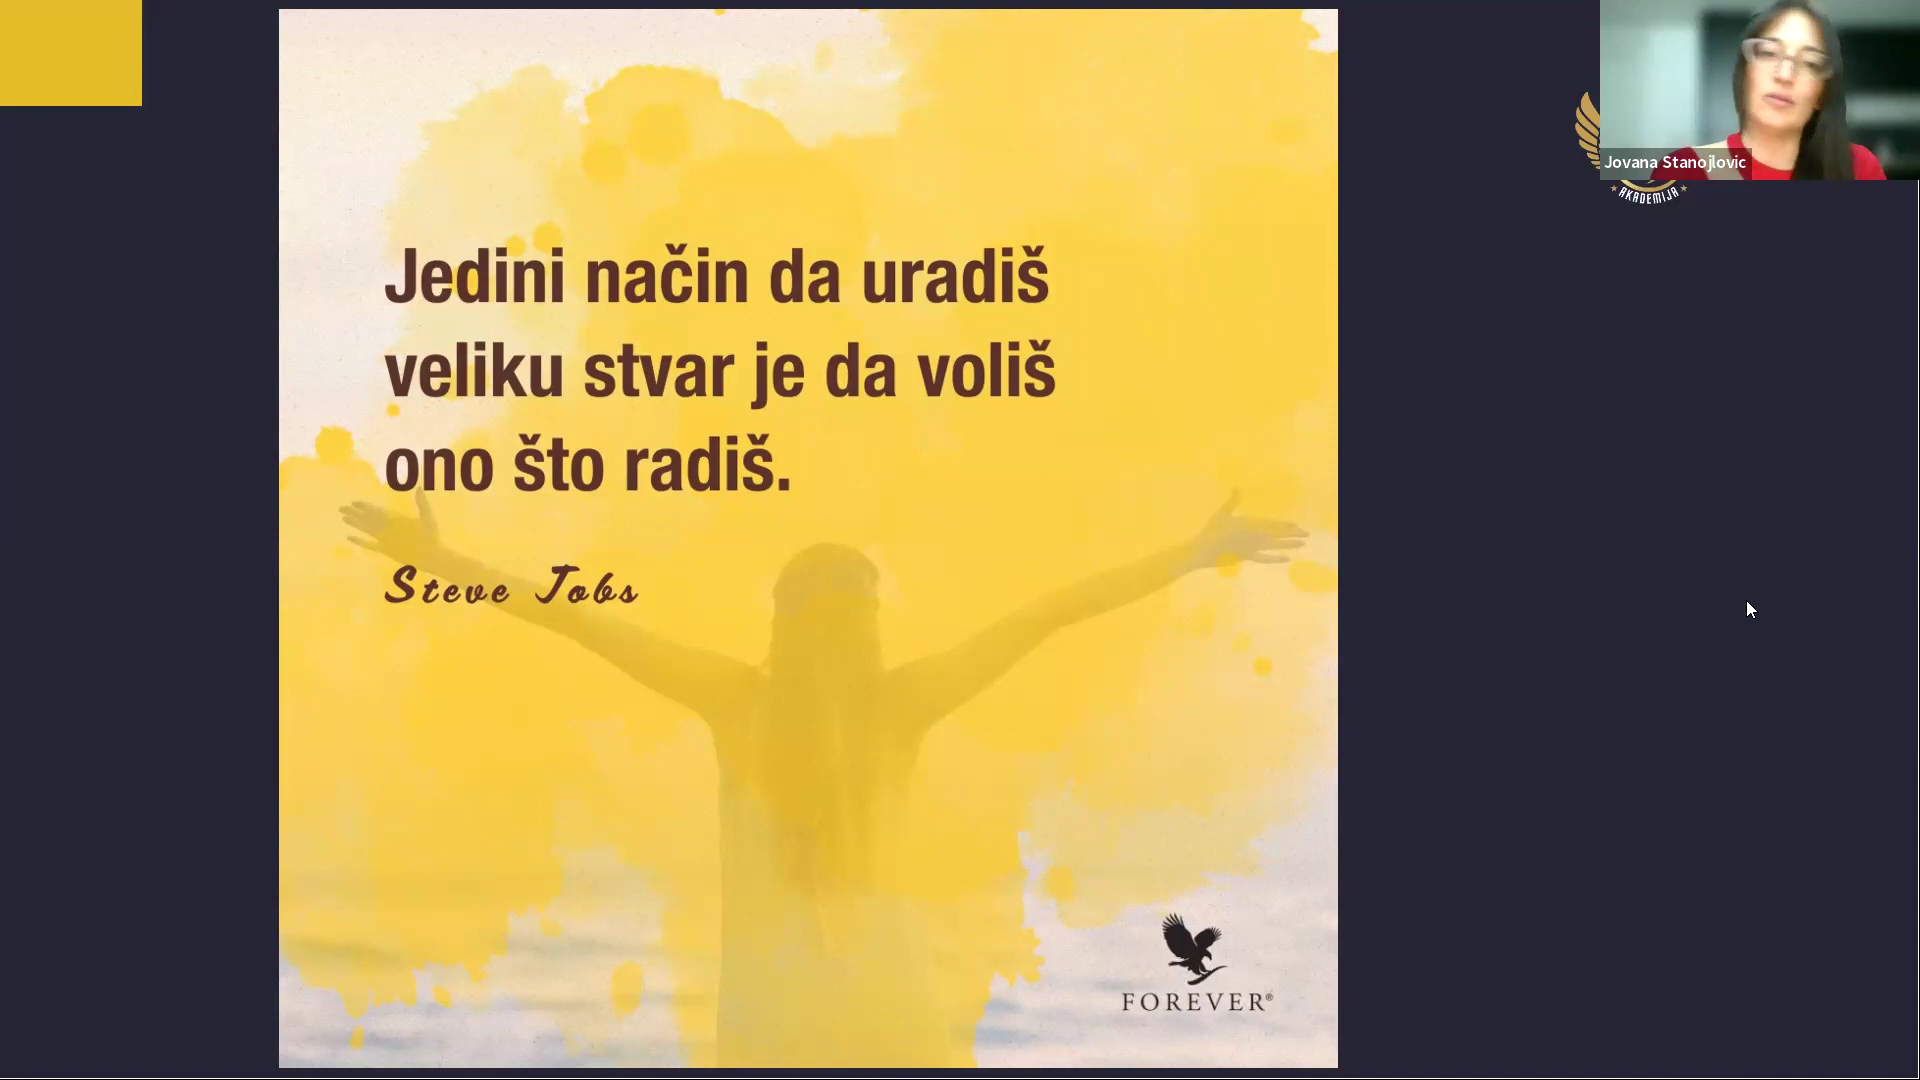 Jedini način da uradiš
veliku stvar je da voliš
ono što radiš.
Steve Jobs
FOREVER®
Jovana Stanojlovic
AKADEMIJA